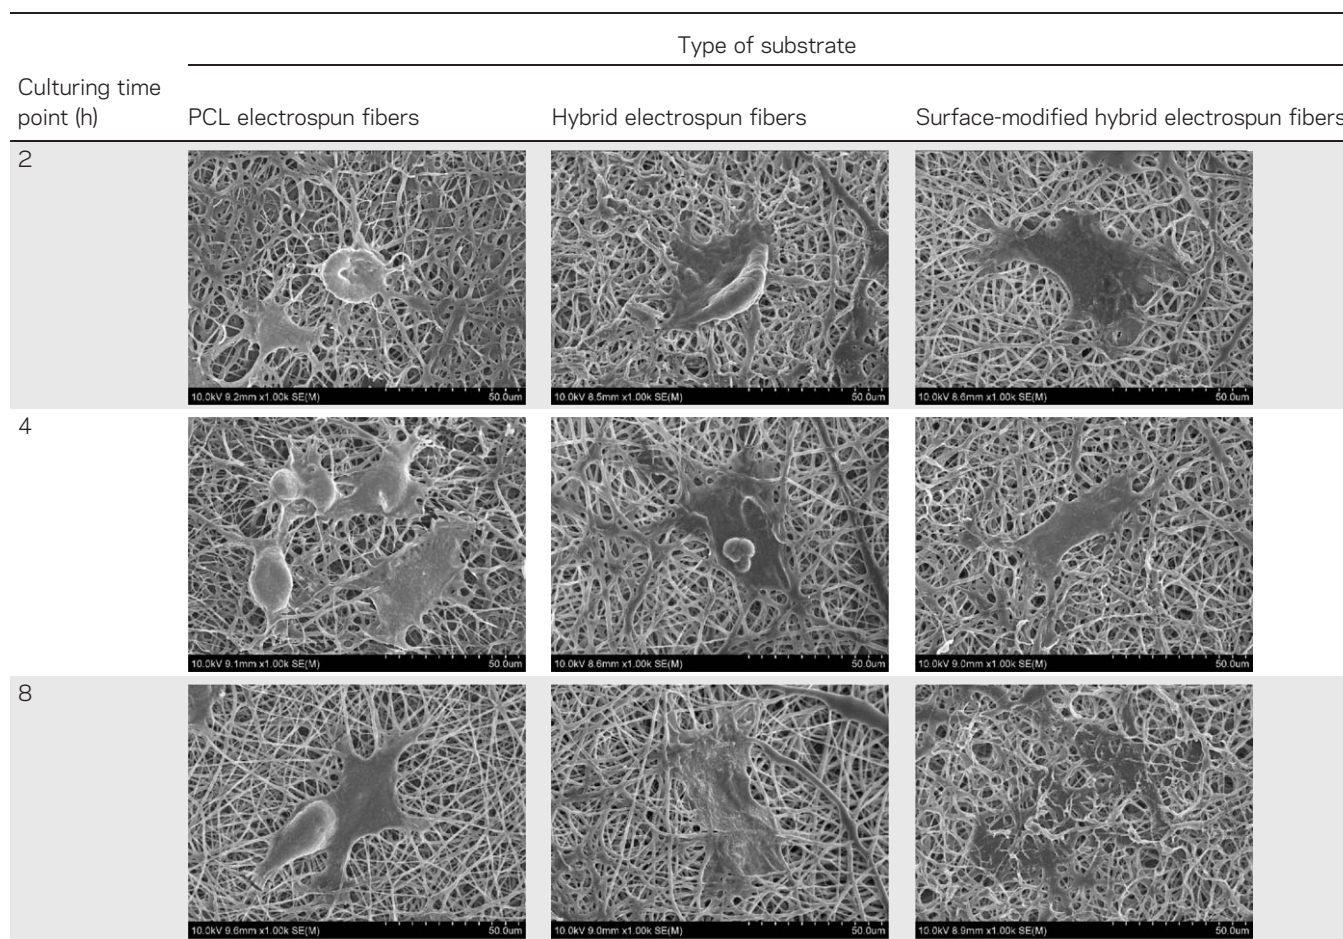 Type of substrate
Culturing time
point (h)
PCL electrospun fibers
Hybrid electrospun fibers
Surface-modified hybrid electrospun fibers
2
10.0kV 9.2mm x1.00k SE(M) 50.0um
10.0kV 8.5mm x1.00k SE(M) 50.0um
10.0kV 8.6mm x1.00k SE(M) 50.0um
4
10.0kV 9.1mm x1.00k SE(M) 50.0um
10.0kV 8.6mm x1.00k SE(M) 50.0um
10.0kV 9.0mm x1.00k SE(M) 50.0um
8
10.0kV 9.6mm x1.00k SE(M) 50.0um
10.0kV 9.0mm x1.00k SE(M) 50.0um
10.0kV 8.9mm x1.00k SE(M) 50.0um